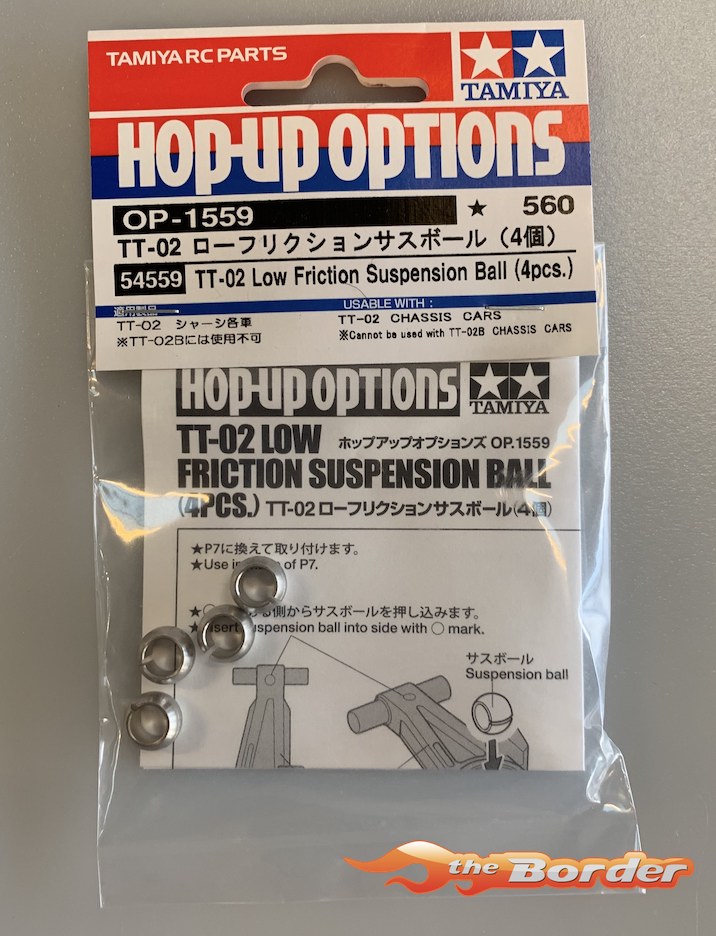 TAMIYA RC PARTS
TAMIYA
HOP-UP OPTIONS
OP-1559 ★ 560
TT-02 ローフリクションサスボール（4個）
54559 TT-02 Low Friction Suspension Ball (4pcs.)
適用製品
TT-02 シャーシ各車
※TT-02Bには使用不可
USABLE WITH :
TT-02 CHASSIS CARS
※Cannot be used with TT-02B CHASSIS CARS
HOP-UP OPTIONS
TAMIYA
TT-02 LOW ホップアップオプションズ OP.1559
FRICTION SUSPENSION BALL
(4PCS.) TT-02 ローフリクションサスボール(4個)
★P7に換えて取り付けます。
★Use in of P7.
★○ る側からサスボールを押し込みます。
suspension ball into side with ○ mark.
サスボール
Suspension ball
the Border